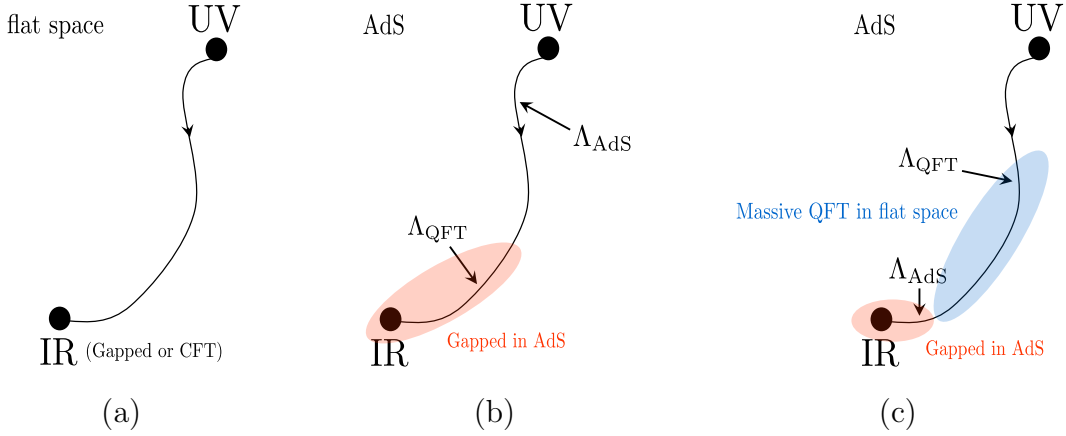 flat space
UV
IR (Gapped or CFT)
(a)
AdS
UV
Λ_AdS
Λ_QFT
IR
Gapped in AdS
(b)
AdS
UV
Λ_QFT
Massive QFT in flat space
Λ_AdS
IR
Gapped in AdS
(c)